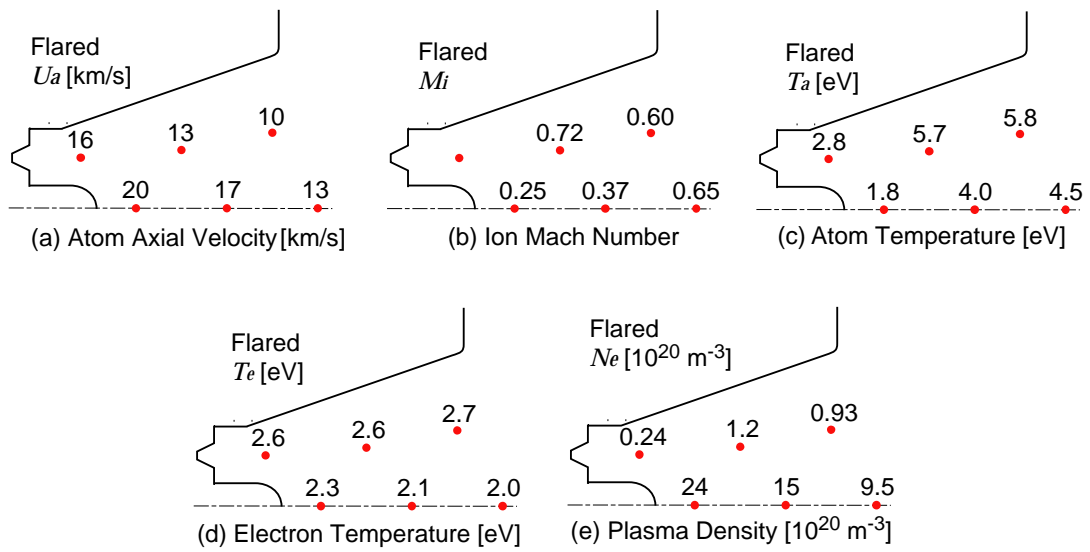 Flared
Ua [km/s]
16 13 10
20 17 13
(a) Atom Axial Velocity [km/s]
Flared
Mi
0.72 0.60
0.25 0.37 0.65
(b) Ion Mach Number
Flared
Ta [eV]
2.8 5.7 5.8
1.8 4.0 4.5
(c) Atom Temperature [eV]
Flared
Te [eV]
2.6 2.6 2.7
2.3 2.1 2.0
(d) Electron Temperature [eV]
Flared
Ne [10²⁰ m⁻³]
0.24 1.2 0.93
24 15 9.5
(e) Plasma Density [10²⁰ m⁻³]